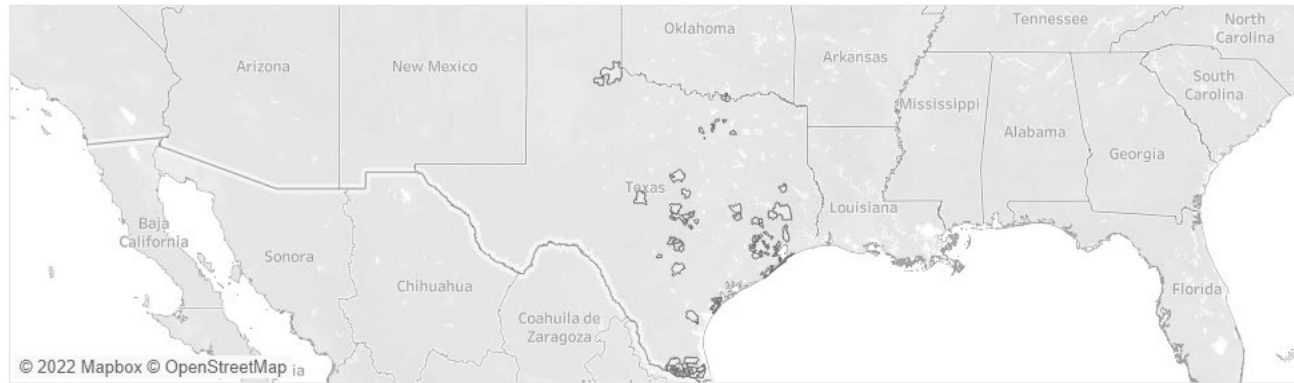 Oklahoma
Tennessee
North
Carolina
Arizona
New Mexico
Arkansas
South
Carolina
Mississippi
Alabama
Georgia
Texas
Louisiana
Baja
California
Sonora
Chihuahua
Coahuila de
Zaragoza
Florida
© 2022 Mapbox © OpenStreetMap